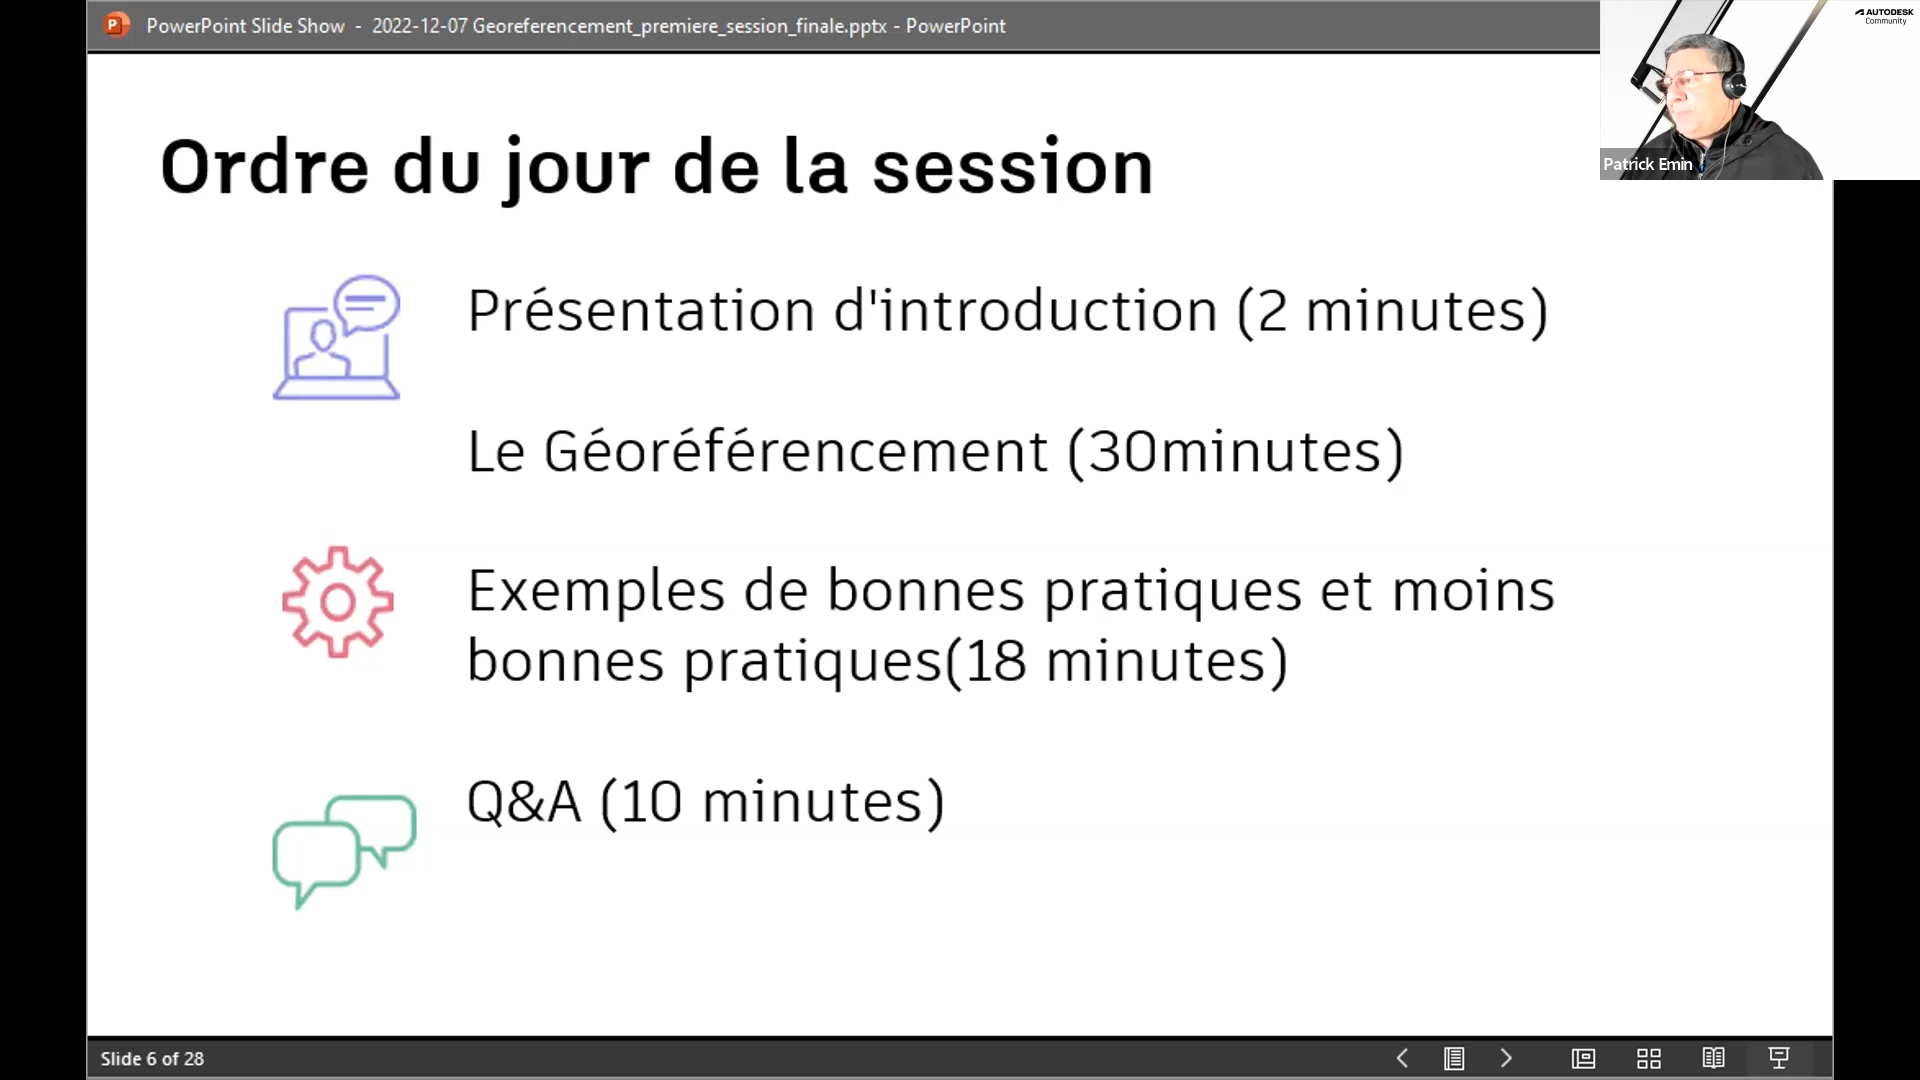 PowerPoint Slide Show - 2022-12-07 Georeferencement_premiere_session_finale.pptx - PowerPoint
AUTODESK
Community
Patrick Emin
Ordre du jour de la session
Présentation d'introduction (2 minutes)
Le Géoréférencement (30minutes)
Exemples de bonnes pratiques et moins
bonnes pratiques(18 minutes)
Q&A (10 minutes)
Slide 6 of 28